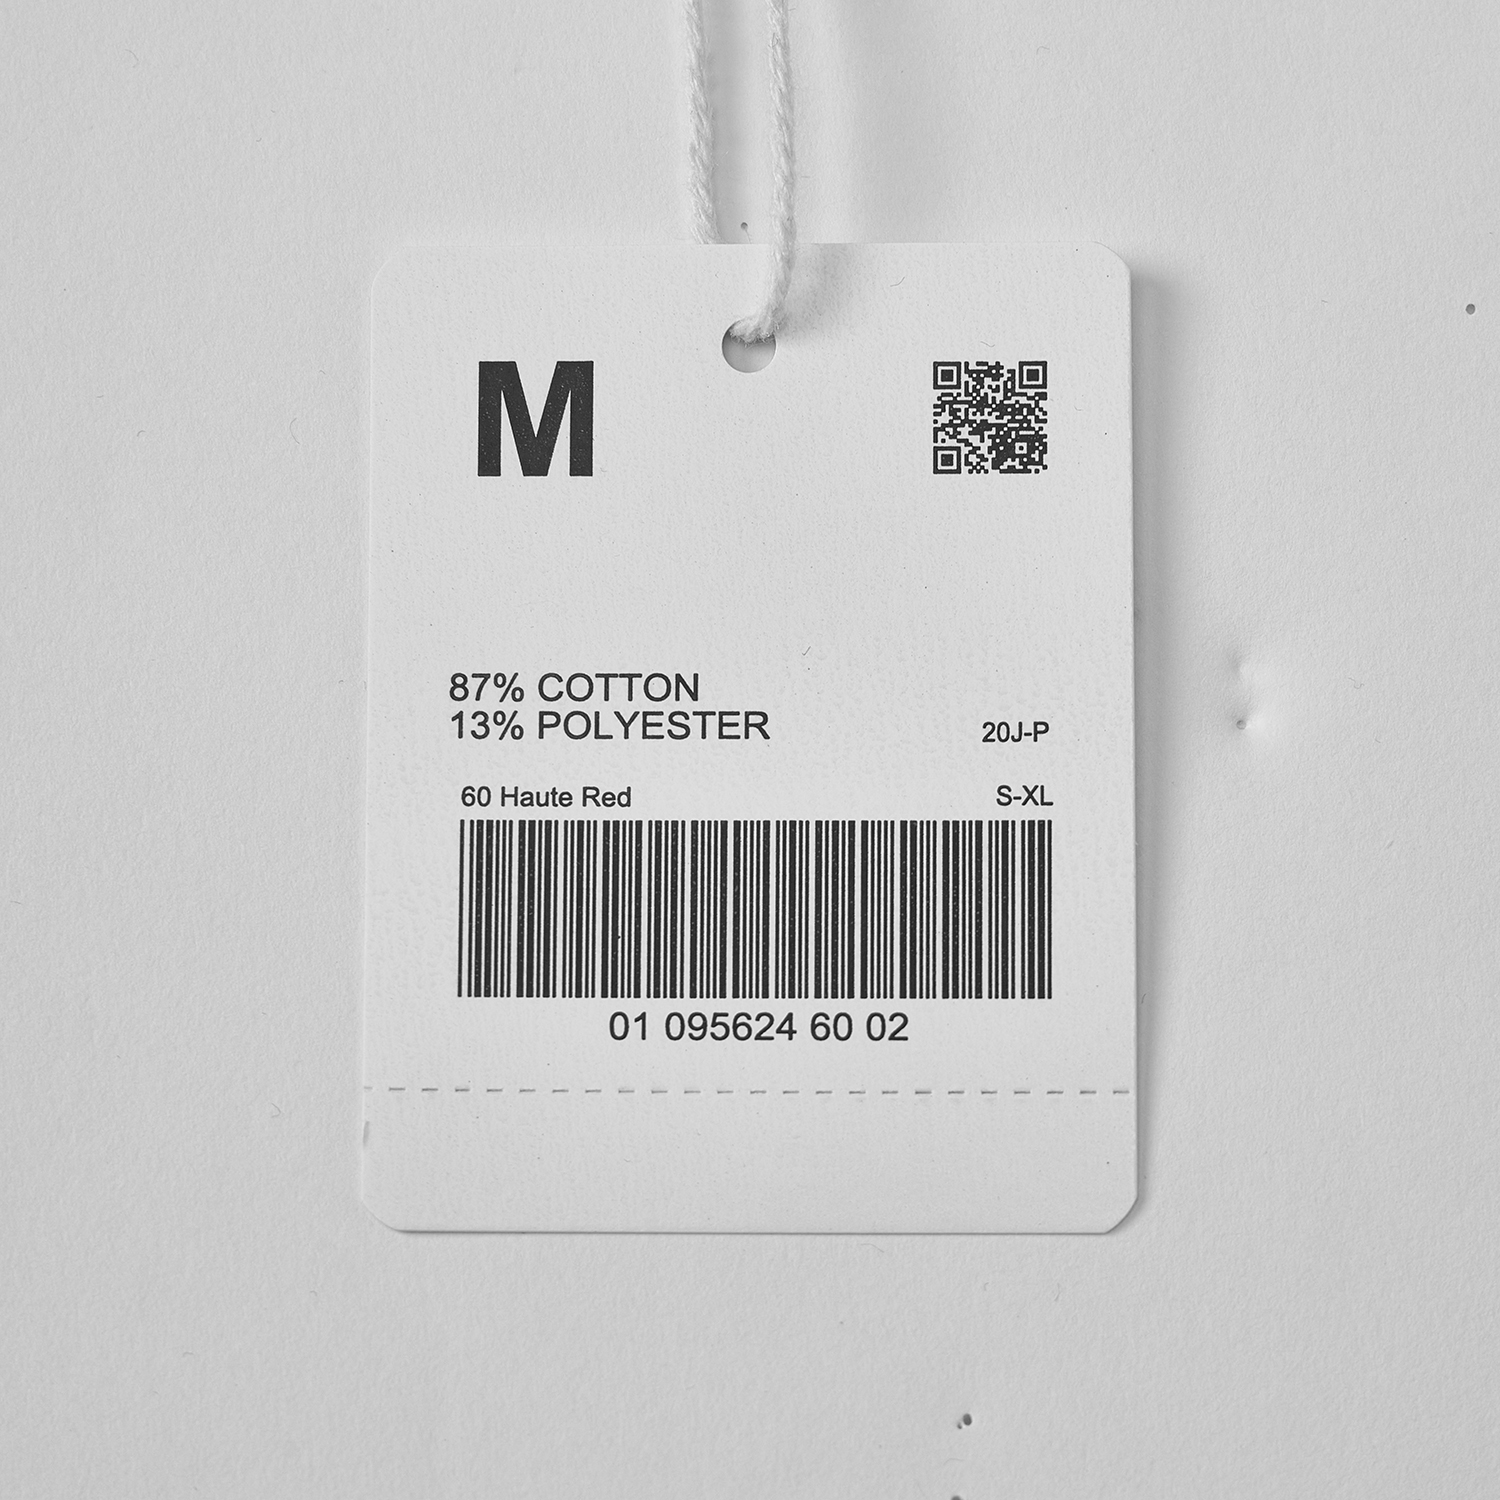 M
87% COTTON
13% POLYESTER
20J-P
60 Haute Red
S-XL
01 095624 60 02